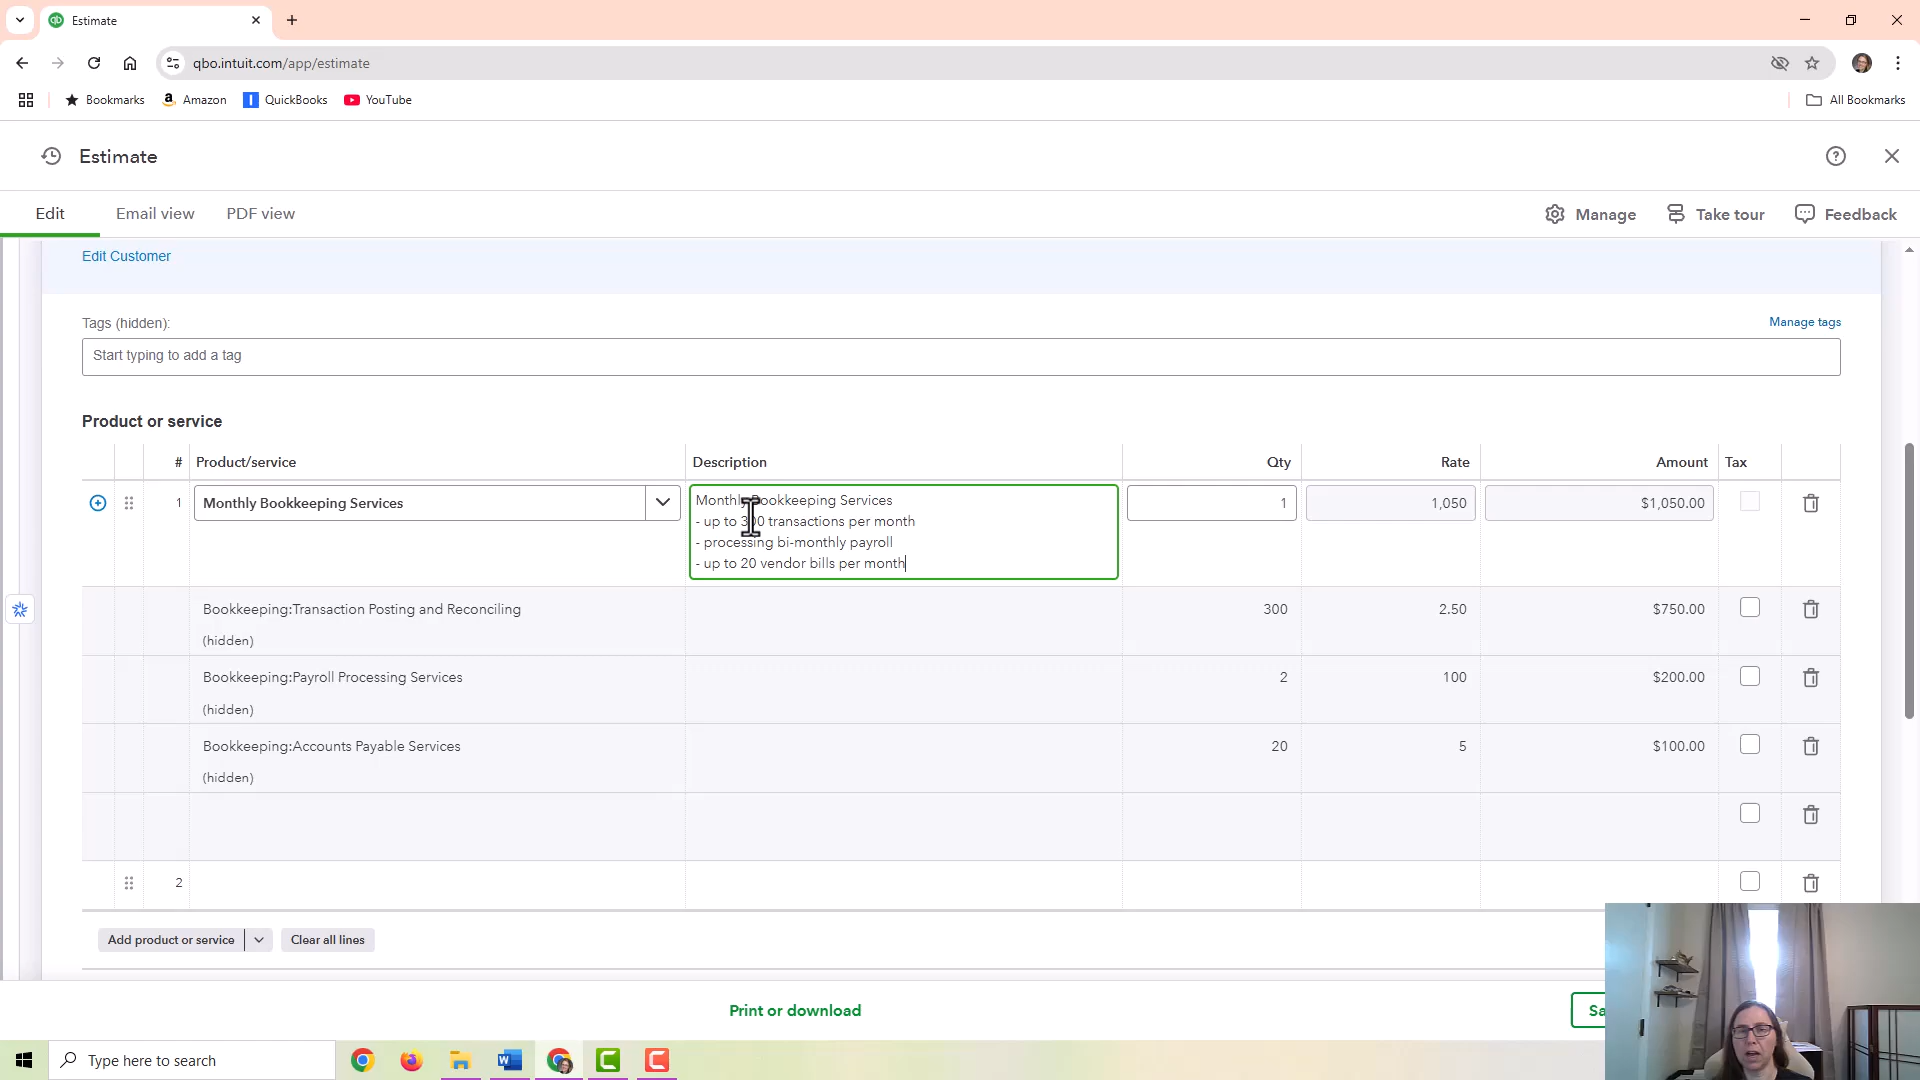 Estimate
qbo.intuit.com/app/estimate
Bookmarks
Amazon
QuickBooks
YouTube
All Bookmarks
Estimate
Edit
Email view
PDF view
Manage
Take tour
Feedback
Edit Customer
Tags (hidden):
Manage tags
Start typing to add a tag
Product or service
# Product/service Description Qty Rate Amount Tax
1 Monthly Bookkeeping Services 1 1,050 $1,050.00
Monthly Bookkeeping Services
- up to 300 transactions per month
- processing bi-monthly payroll
- up to 20 vendor bills per month
Bookkeeping:Transaction Posting and Reconciling 300 2.50 $750.00
(hidden)
Bookkeeping:Payroll Processing Services 2 100 $200.00
(hidden)
Bookkeeping:Accounts Payable Services 20 5 $100.00
(hidden)
2
Add product or service
Clear all lines
Print or download
Type here to search